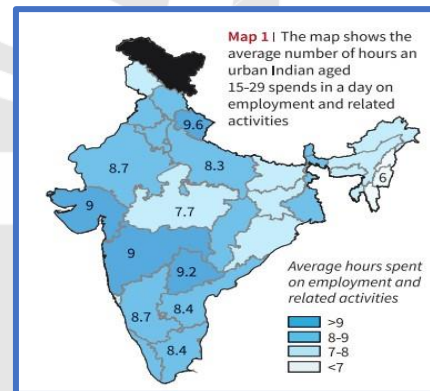 Map 1 | The map shows the
average number of hours an
urban Indian aged
15-29 spends in a day on
employment and related
activities
9.6
8.7
8.3
9
7.7
6
9
9.2
8.7
8.4
8.4
Average hours spent
on employment and
related activities
>9
8-9
7-8
<7